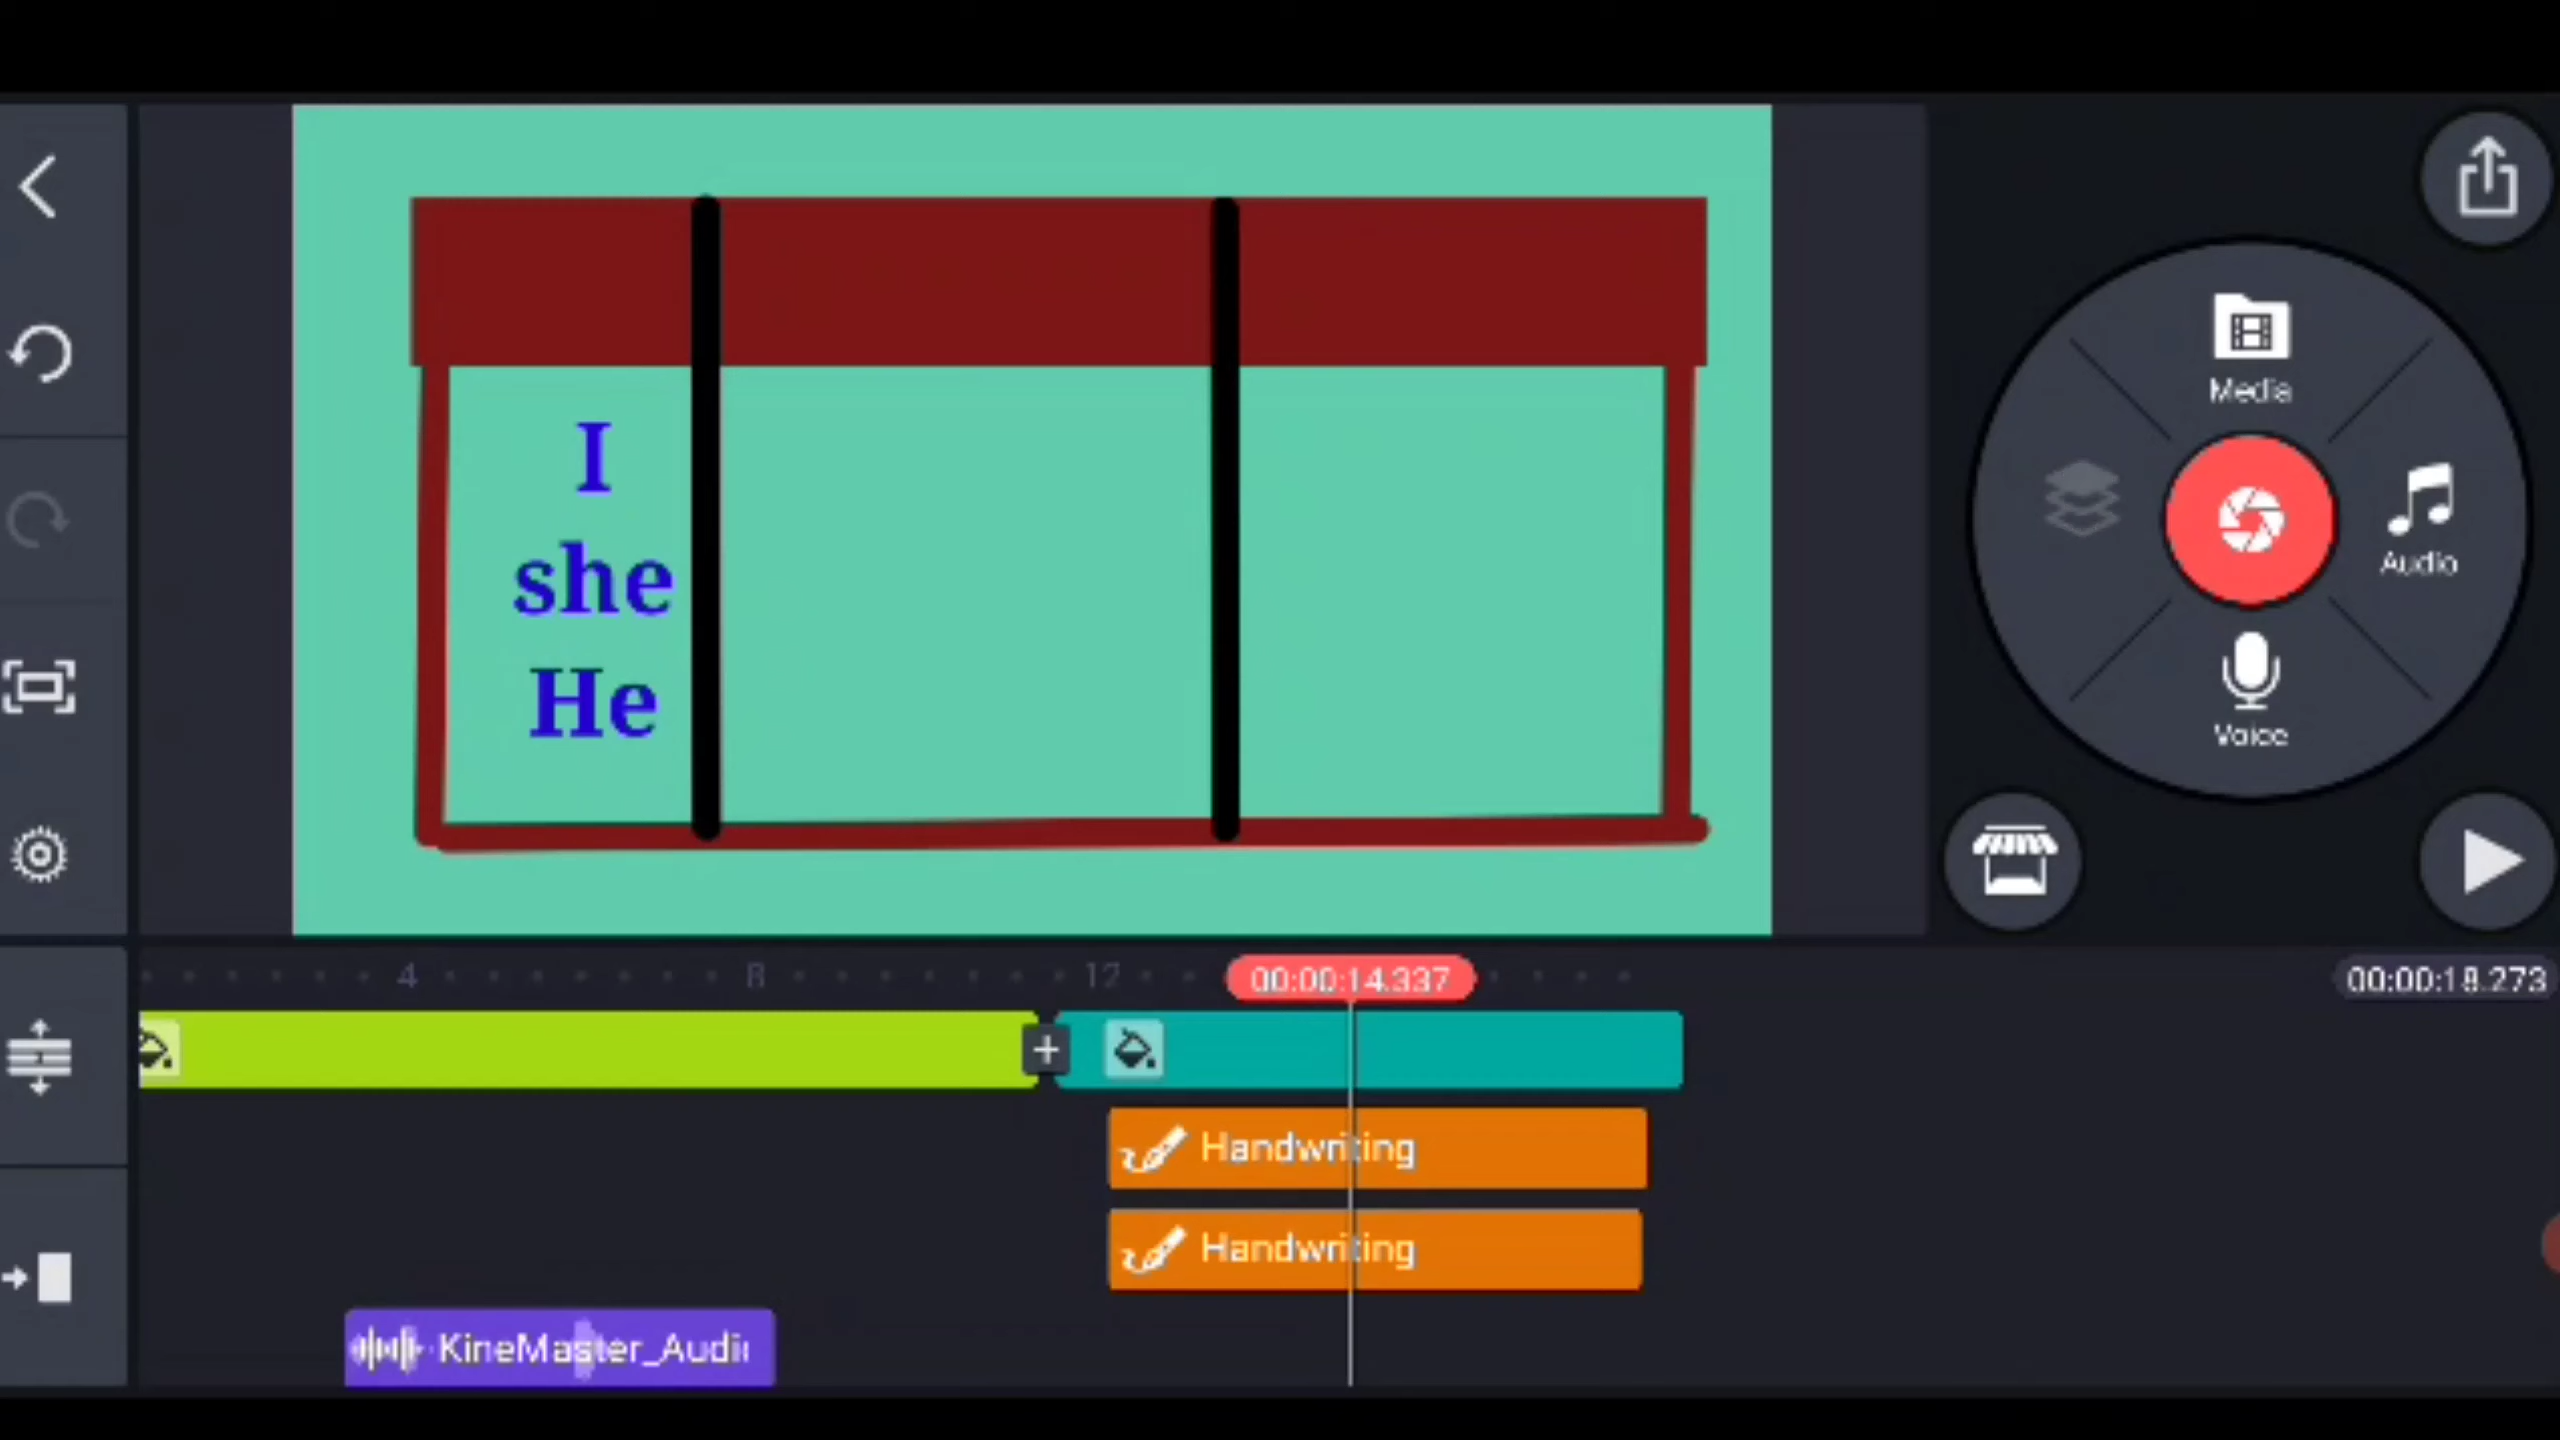 I
she
He
Media
Audio
Voice
4
8
12
00:00:14.337
00:00:18.273
Handwriting
Handwriting
KineMaster_Audi